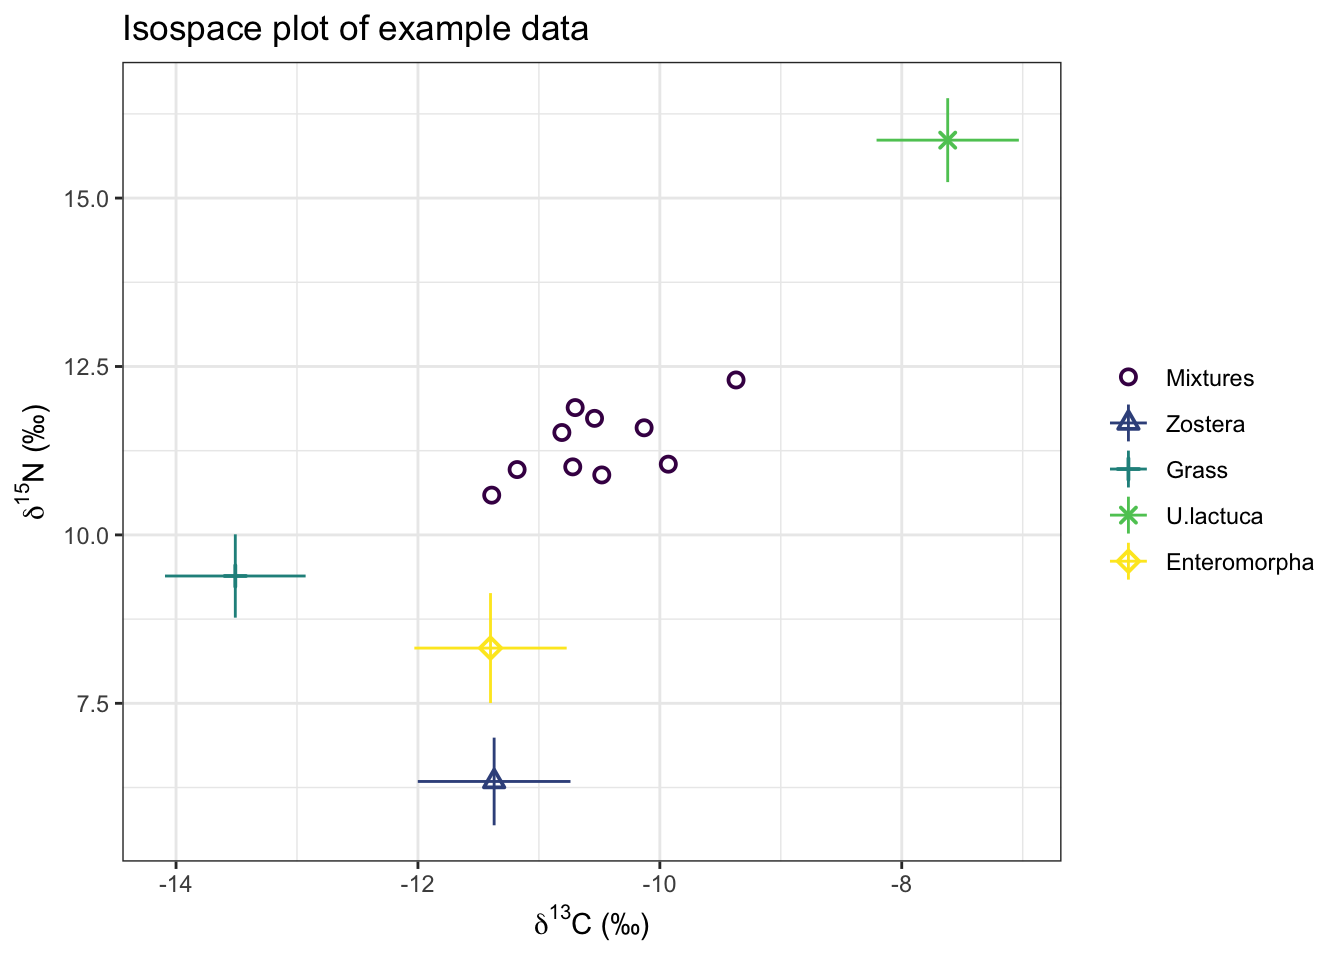 Isospace plot of example data
15.0
12.5
10.0
7.5
δ¹⁵N (‰)
-14 -12 -10 -8
δ¹³C (‰)
Mixtures
Zostera
Grass
U.lactuca
Enteromorpha